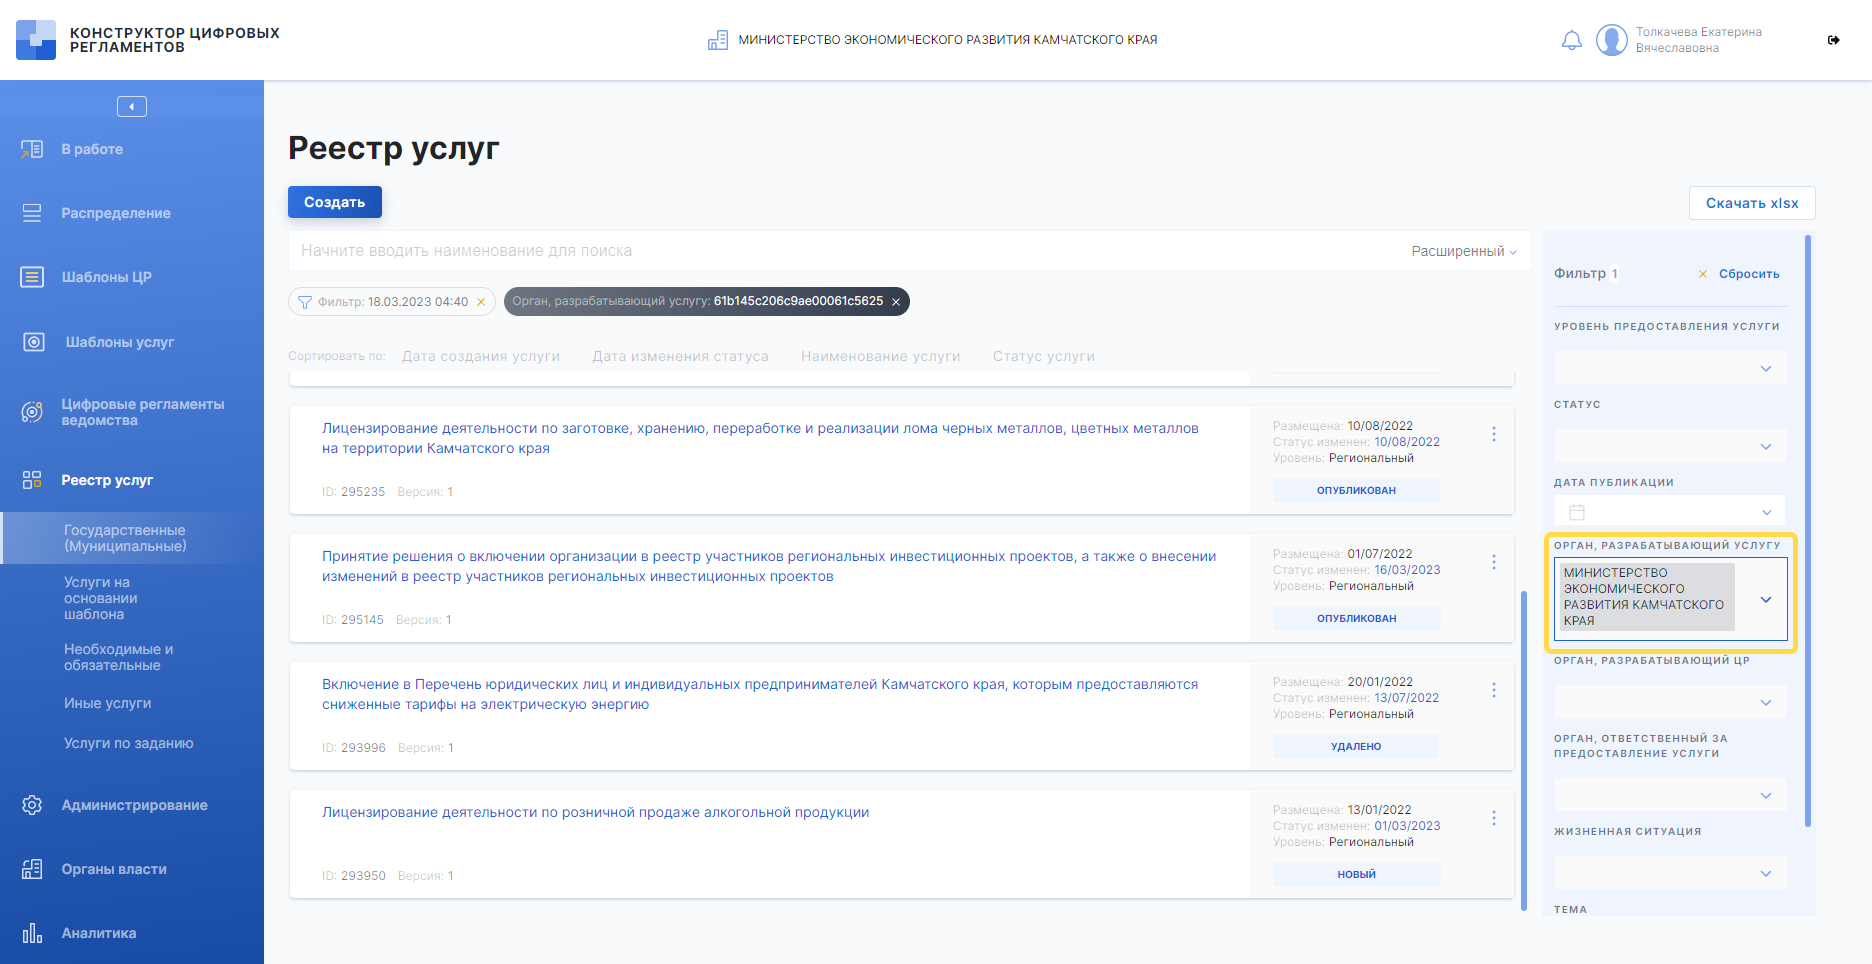 КОНСТРУКТОР ЦИФРОВЫХ
РЕГЛАМЕНТОВ
МИНИСТЕРСТВО ЭКОНОМИЧЕСКОГО РАЗВИТИЯ КАМЧАТСКОГО КРАЯ
Толкачева Екатерина
Вячеславовна
В работе
Распределение
Шаблоны ЦР
Шаблоны услуг
Цифровые регламенты
ведомства
Реестр услуг
Государственные
(Муниципальные)
Услуги на
основании
шаблона
Необходимые и
обязательные
Иные услуги
Услуги по заданию
Администрирование
Органы власти
Аналитика
Реестр услуг
Создать
Скачать xlsx
Начните вводить наименование для поиска
Расширенный
Фильтр: 18.03.2023 04:40
Орган, разрабатывающий услугу: 61b145c206c9ae00061c5625
Сортировать по: Дата создания услуги Дата изменения статуса Наименование услуги Статус услуги
Лицензирование деятельности по заготовке, хранению, переработке и реализации лома черных металлов, цветных металлов
на территории Камчатского края
ID: 295235 Версия: 1
Размещена: 10/08/2022
Статус изменен: 10/08/2022
Уровень: Региональный
ОПУБЛИКОВАН
Принятие решения о включении организации в реестр участников региональных инвестиционных проектов, а также о внесении
изменений в реестр участников региональных инвестиционных проектов
ID: 295145 Версия: 1
Размещена: 01/07/2022
Статус изменен: 16/03/2023
Уровень: Региональный
ОПУБЛИКОВАН
Включение в Перечень юридических лиц и индивидуальных предпринимателей Камчатского края, которым предоставляются
сниженные тарифы на электрическую энергию
ID: 293996 Версия: 1
Размещена: 20/01/2022
Статус изменен: 13/07/2022
Уровень: Региональный
УДАЛЕНО
Лицензирование деятельности по розничной продаже алкогольной продукции
ID: 293950 Версия: 1
Размещена: 13/01/2022
Статус изменен: 01/03/2023
Уровень: Региональный
НОВЫЙ
Фильтр 1
Сбросить
УРОВЕНЬ ПРЕДОСТАВЛЕНИЯ УСЛУГИ
СТАТУС
ДАТА ПУБЛИКАЦИИ
ОРГАН, РАЗРАБАТЫВАЮЩИЙ УСЛУГУ
МИНИСТЕРСТВО
ЭКОНОМИЧЕСКОГО
РАЗВИТИЯ КАМЧАТСКОГО
КРАЯ
ОРГАН, РАЗРАБАТЫВАЮЩИЙ ЦР
ОРГАН, ОТВЕТСТВЕННЫЙ ЗА
ПРЕДОСТАВЛЕНИЕ УСЛУГИ
ЖИЗНЕННАЯ СИТУАЦИЯ
ТЕМА